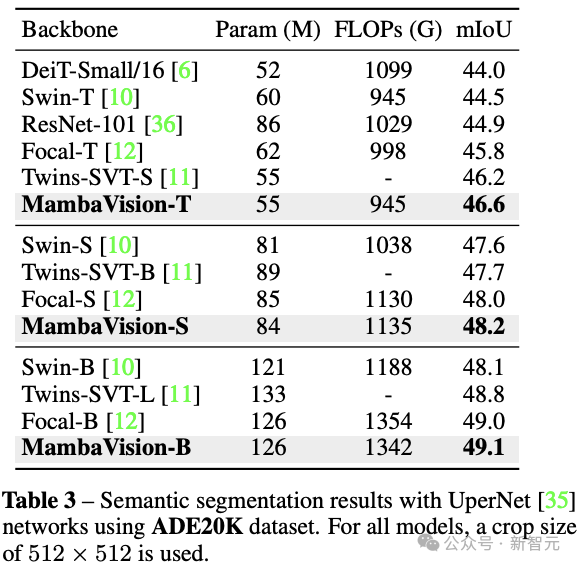 Backbone Param (M) FLOPs (G) mIoU
DeiT-Small/16 [6] 52 1099 44.0
Swin-T [10] 60 945 44.5
ResNet-101 [36] 86 1029 44.9
Focal-T [12] 62 998 45.8
Twins-SVT-S [11] 55 - 46.2
MambaVision-T 55 945 46.6
Swin-S [10] 81 1038 47.6
Twins-SVT-B [11] 89 - 47.7
Focal-S [12] 85 1130 48.0
MambaVision-S 84 1135 48.2
Swin-B [10] 121 1188 48.1
Twins-SVT-L [11] 133 - 48.8
Focal-B [12] 126 1354 49.0
MambaVision-B 126 1342 49.1
Table 3 – Semantic segmentation results with UperNet [35]
networks using ADE20K dataset. For all models, a crop size
of 512 × 512 is used.
公众号 · 新智元